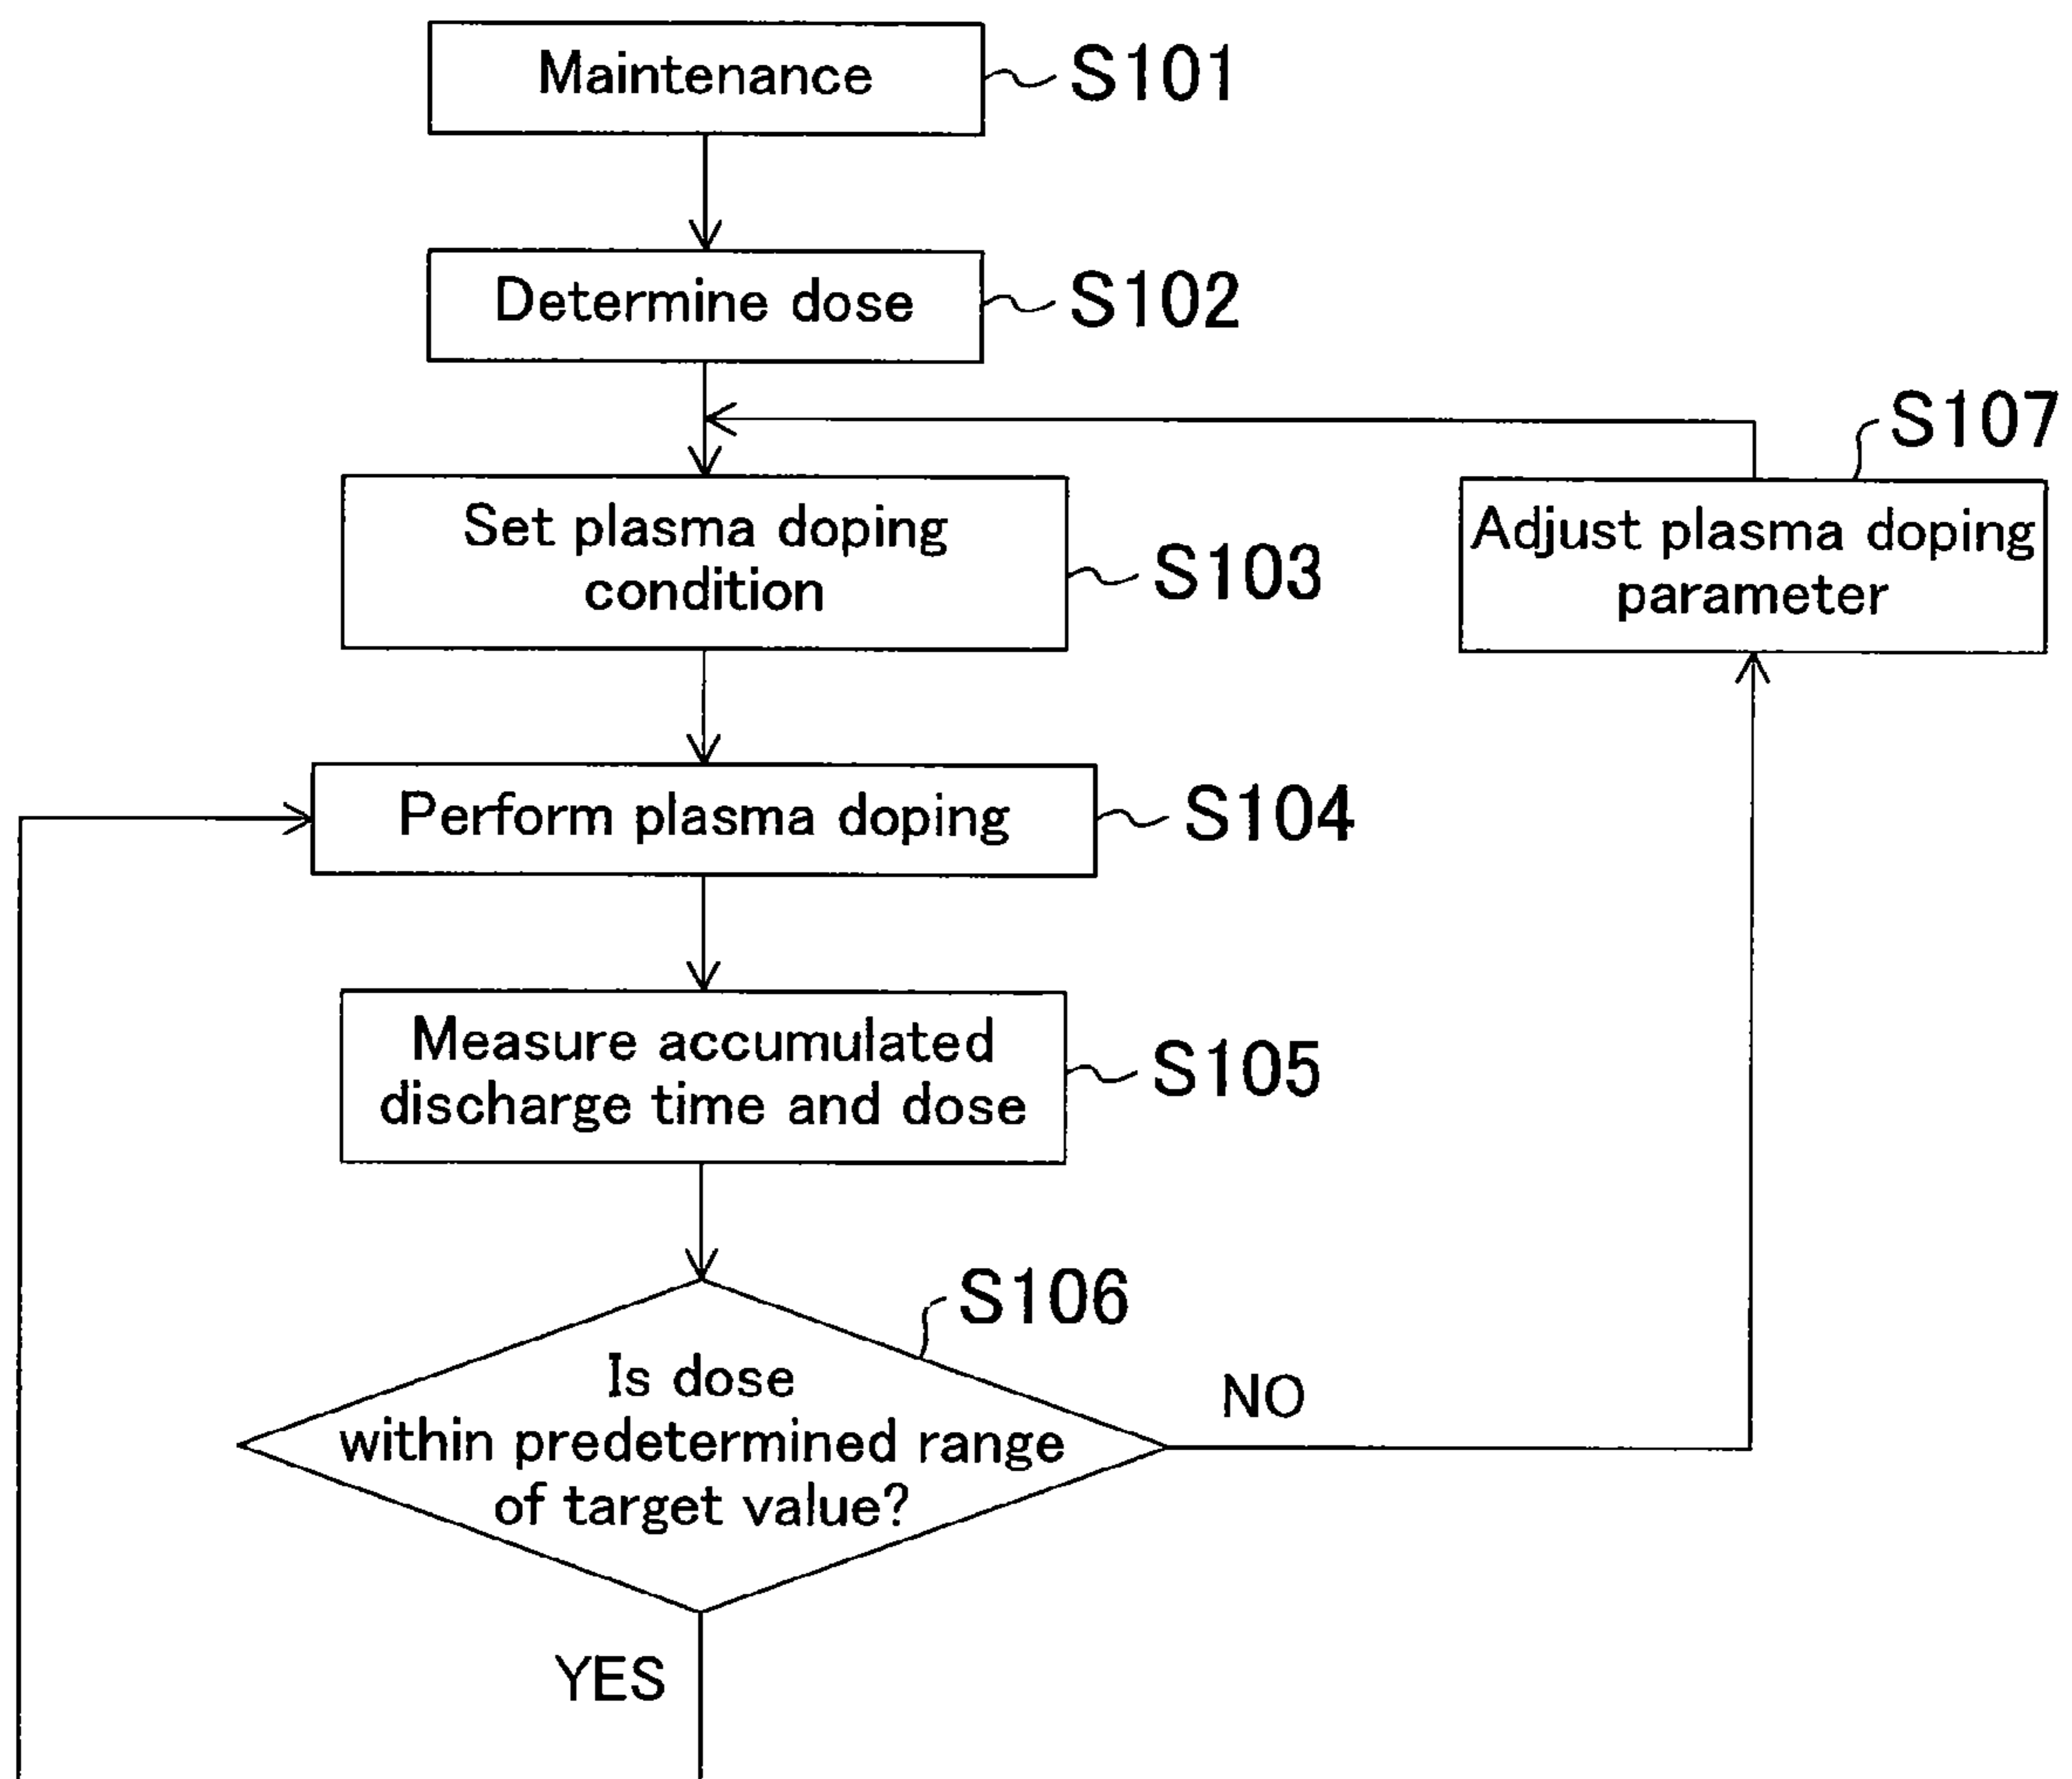 Maintenance
S101
Determine dose
S102
S107
Set plasma doping
condition
S103
Adjust plasma doping
parameter
Perform plasma doping
S104
Measure accumulated
discharge time and dose
S105
S106
Is dose
within predetermined range
of target value?
NO
YES